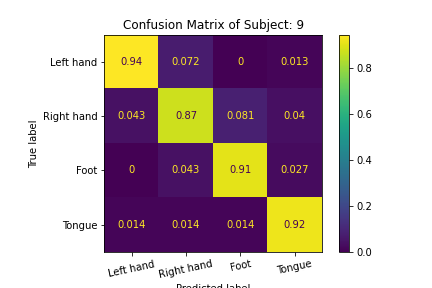 Confusion Matrix of Subject: 9
Left hand 0.94 0.072 0 0.013
Right hand 0.043 0.87 0.081 0.04
Foot 0 0.043 0.91 0.027
Tongue 0.014 0.014 0.014 0.92
True label
Left hand Right hand Foot Tongue
Predicted label
0.8
0.6
0.4
0.2
0.0